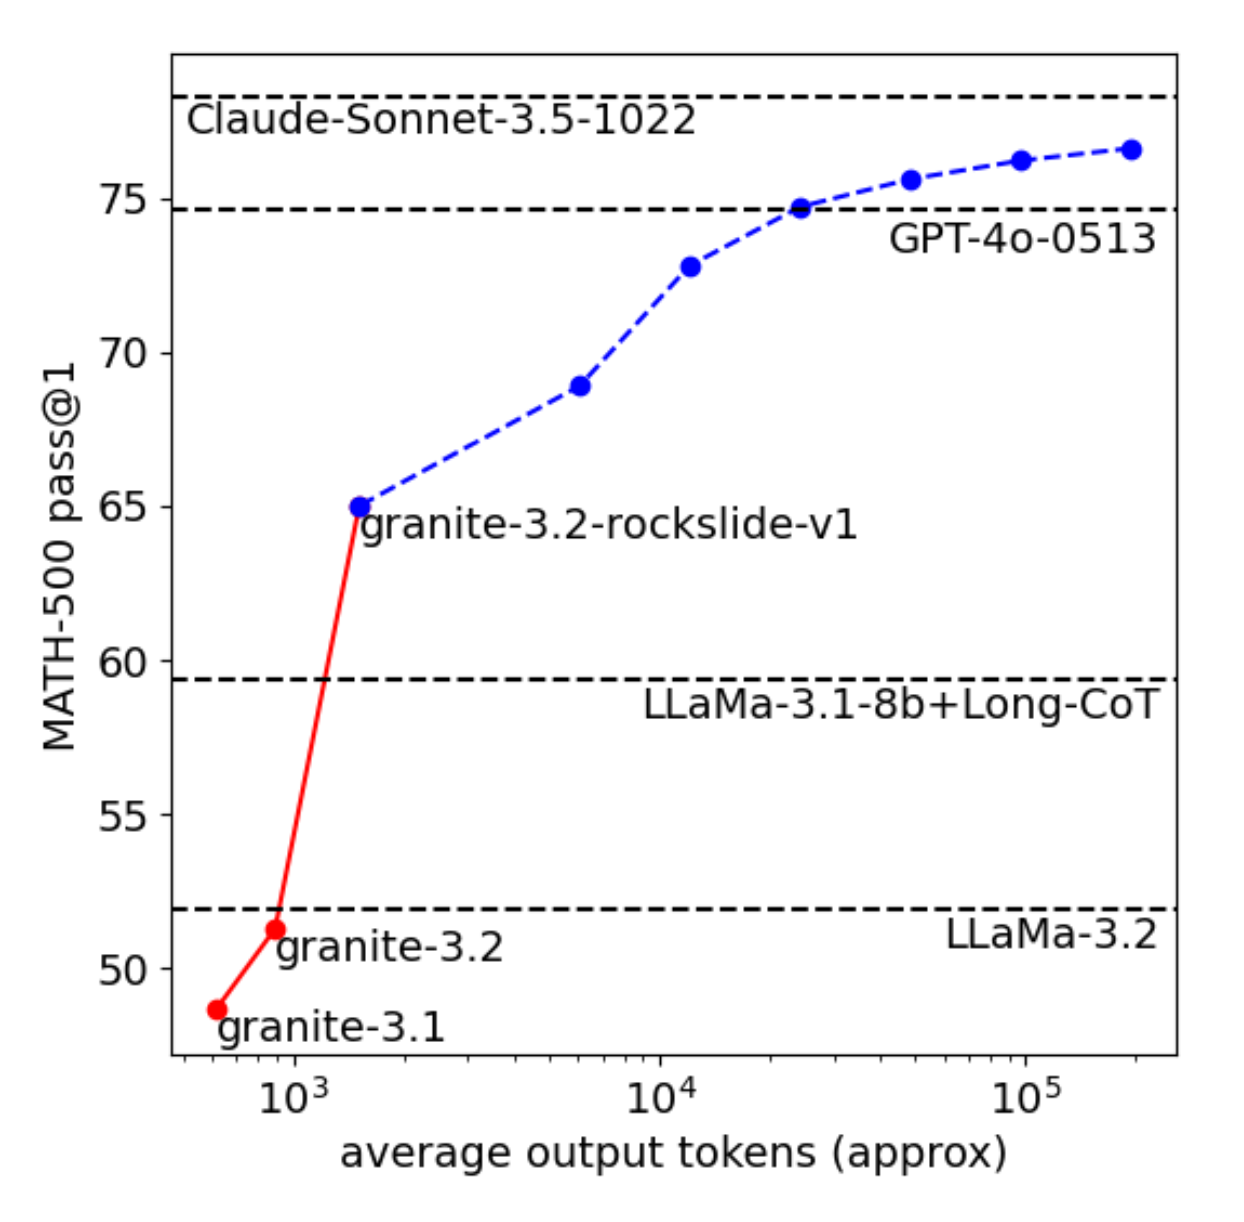 Claude-Sonnet-3.5-1022
75
GPT-4o-0513
70
65
granite-3.2-rockslide-v1
60
LLaMa-3.1-8b+Long-CoT
55
LLaMa-3.2
granite-3.2
50
granite-3.1
MATH-500 pass@1
10³ 10⁴ 10⁵
average output tokens (approx)